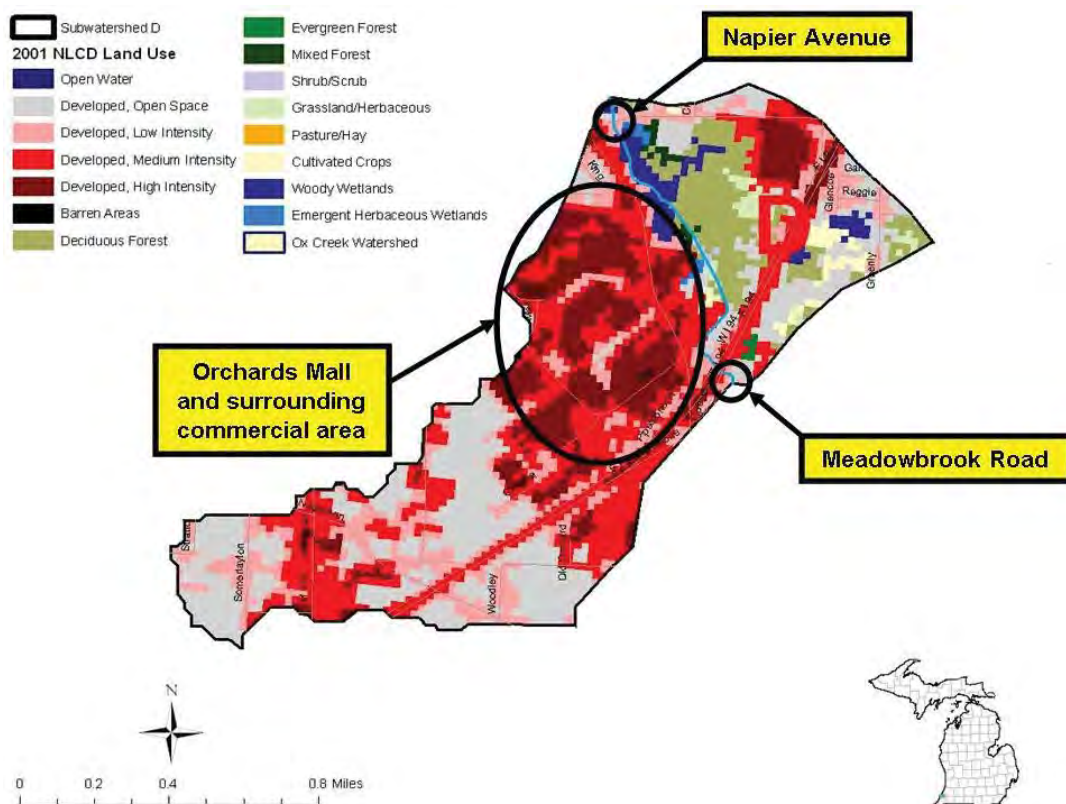 Subwatershed D
2001 NLCD Land Use
Open Water
Developed, Open Space
Developed, Low Intensity
Developed, Medium Intensity
Developed, High Intensity
Barren Areas
Deciduous Forest
Evergreen Forest
Mixed Forest
Shrub/Scrub
Grassland/Herbaceous
Pasture/Hay
Cultivated Crops
Woody Wetlands
Emergent Herbaceous Wetlands
Ox Creek Watershed
Napier Avenue
King
Glencoe
Reggie
Greenly
D
W I 94
Orchards Mall
and surrounding
commercial area
Meadowbrook Road
Somerlayton
Woodley
N
0 0.2 0.4 0.8 Miles